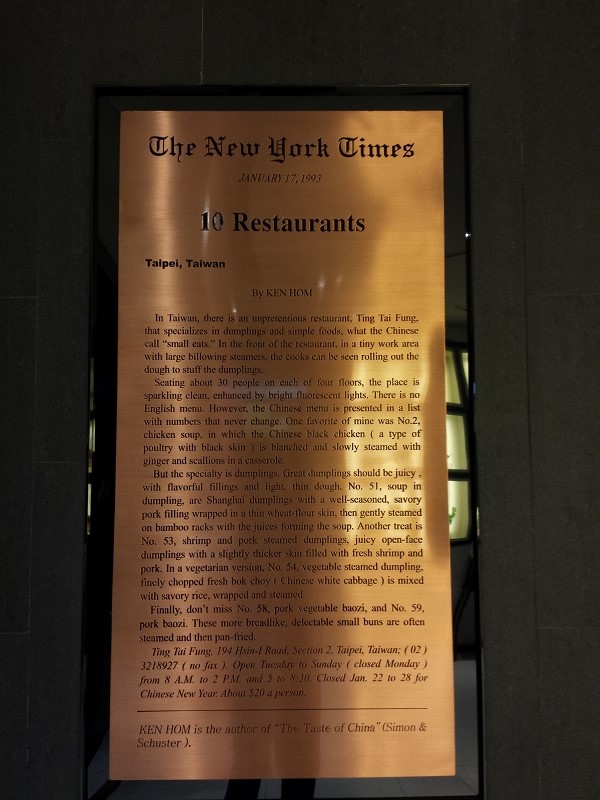 The New York Times
JANUARY 17, 1993
10 Restaurants
Taipei, Taiwan
By KEN HOM
In Taiwan, there is an unpretentious restaurant, Ting Tai Fung,
that specializes in dumplings and simple foods, what the Chinese
call “small eats.” In the front of the restaurant, in a tiny work area
with large billowing steamers, the cooks can be seen rolling out the
dough to stuff the dumplings.
Seating about 30 people on each of four floors, the place is
sparkling clean, enhanced by bright fluorescent lights. There is no
English menu. However, the Chinese menu is presented in a list
with numbers that never change. One favorite of mine was No.2,
chicken soup, in which the Chinese black chicken ( a type of
poultry with black skin ) is blanched and slowly steamed with
ginger and scallions in a casserole.
But the specialty is dumplings. Great dumplings should be juicy ,
with flavorful fillings and light, thin dough. No. 51, soup in
dumpling, are Shanghai dumplings with a well-seasoned, savory
pork filling wrapped in a thin wheat-flour skin, then gently steamed
on bamboo racks with the juices forming the soup. Another treat is
No. 53, shrimp and pork steamed dumplings, juicy open-face
dumplings with a slightly thicker skin filled with fresh shrimp and
pork. In a vegetarian version, No. 54, vegetable steamed dumpling,
finely chopped fresh bok choy ( Chinese white cabbage ) is mixed
with savory rice, wrapped and steamed.
Finally, don’t miss No. 58, pork vegetable baozi, and No. 59,
pork baozi. These more breadlike, delectable small buns are often
steamed and then pan-fried.
Ting Tai Fung, 194 Hsin-I Road, Section 2, Taipei, Taiwan; ( 02 )
3218927 ( no fax ). Open Tuesday to Sunday ( closed Monday )
from 8 A.M. to 2 P.M. and 5 to 8:30. Closed Jan. 22 to 28 for
Chinese New Year. About $20 a person.
KEN HOM is the author of “The Taste of China” (Simon &
Schuster ).